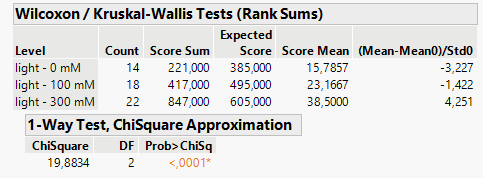 Wilcoxon / Kruskal-Wallis Tests (Rank Sums)
Expected
Level Count Score Sum Score Score Mean (Mean-Mean0)/Std0
light - 0 mM 14 221,000 385,000 15,7857 -3,227
light - 100 mM 18 417,000 495,000 23,1667 -1,422
light - 300 mM 22 847,000 605,000 38,5000 4,251
1-Way Test, ChiSquare Approximation
ChiSquare DF Prob>ChiSq
19,8834 2 <,0001*